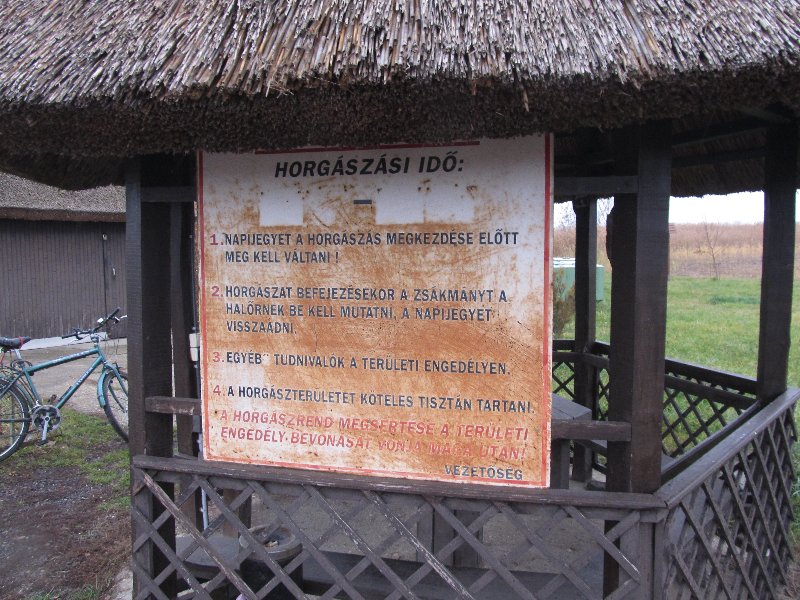 HORGÁSZÁSI IDŐ:
-
1. NAPIJEGYET A HORGÁSZÁS MEGKEZDÉSE ELŐTT
MEG KELL VÁLTANI !
2. HORGÁSZAT BEFEJEZÉSEKOR A ZSÁKMÁNYT A
HALŐRNEK BE KELL MUTATNI, A NAPIJEGYET
VISSZAADNI.
3. EGYÉB TUDNIVALÓK A TERÜLETI ENGEDÉLYEN.
4. A HORGÁSZTERÜLETET KÖTELES TISZTÁN TARTANI.
A HORGÁSZREND MEGSÉRTÉSE A TERÜLETI
ENGEDÉLY BEVONÁSÁT VONJA MAGA UTÁN!
VEZETŐSÉG